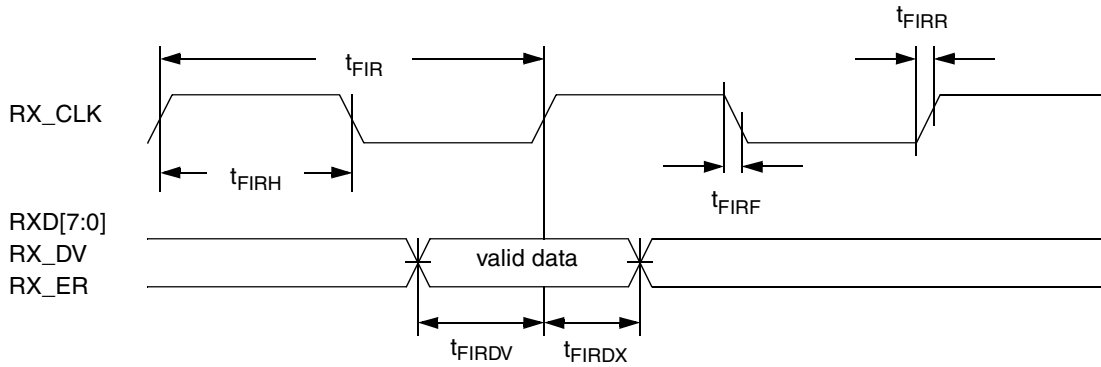 tFIRR
tFIR
RX_CLK
tFIRH
tFIRF
RXD[7:0]
RX_DV
valid data
RX_ER
tFIRDV
tFIRDX